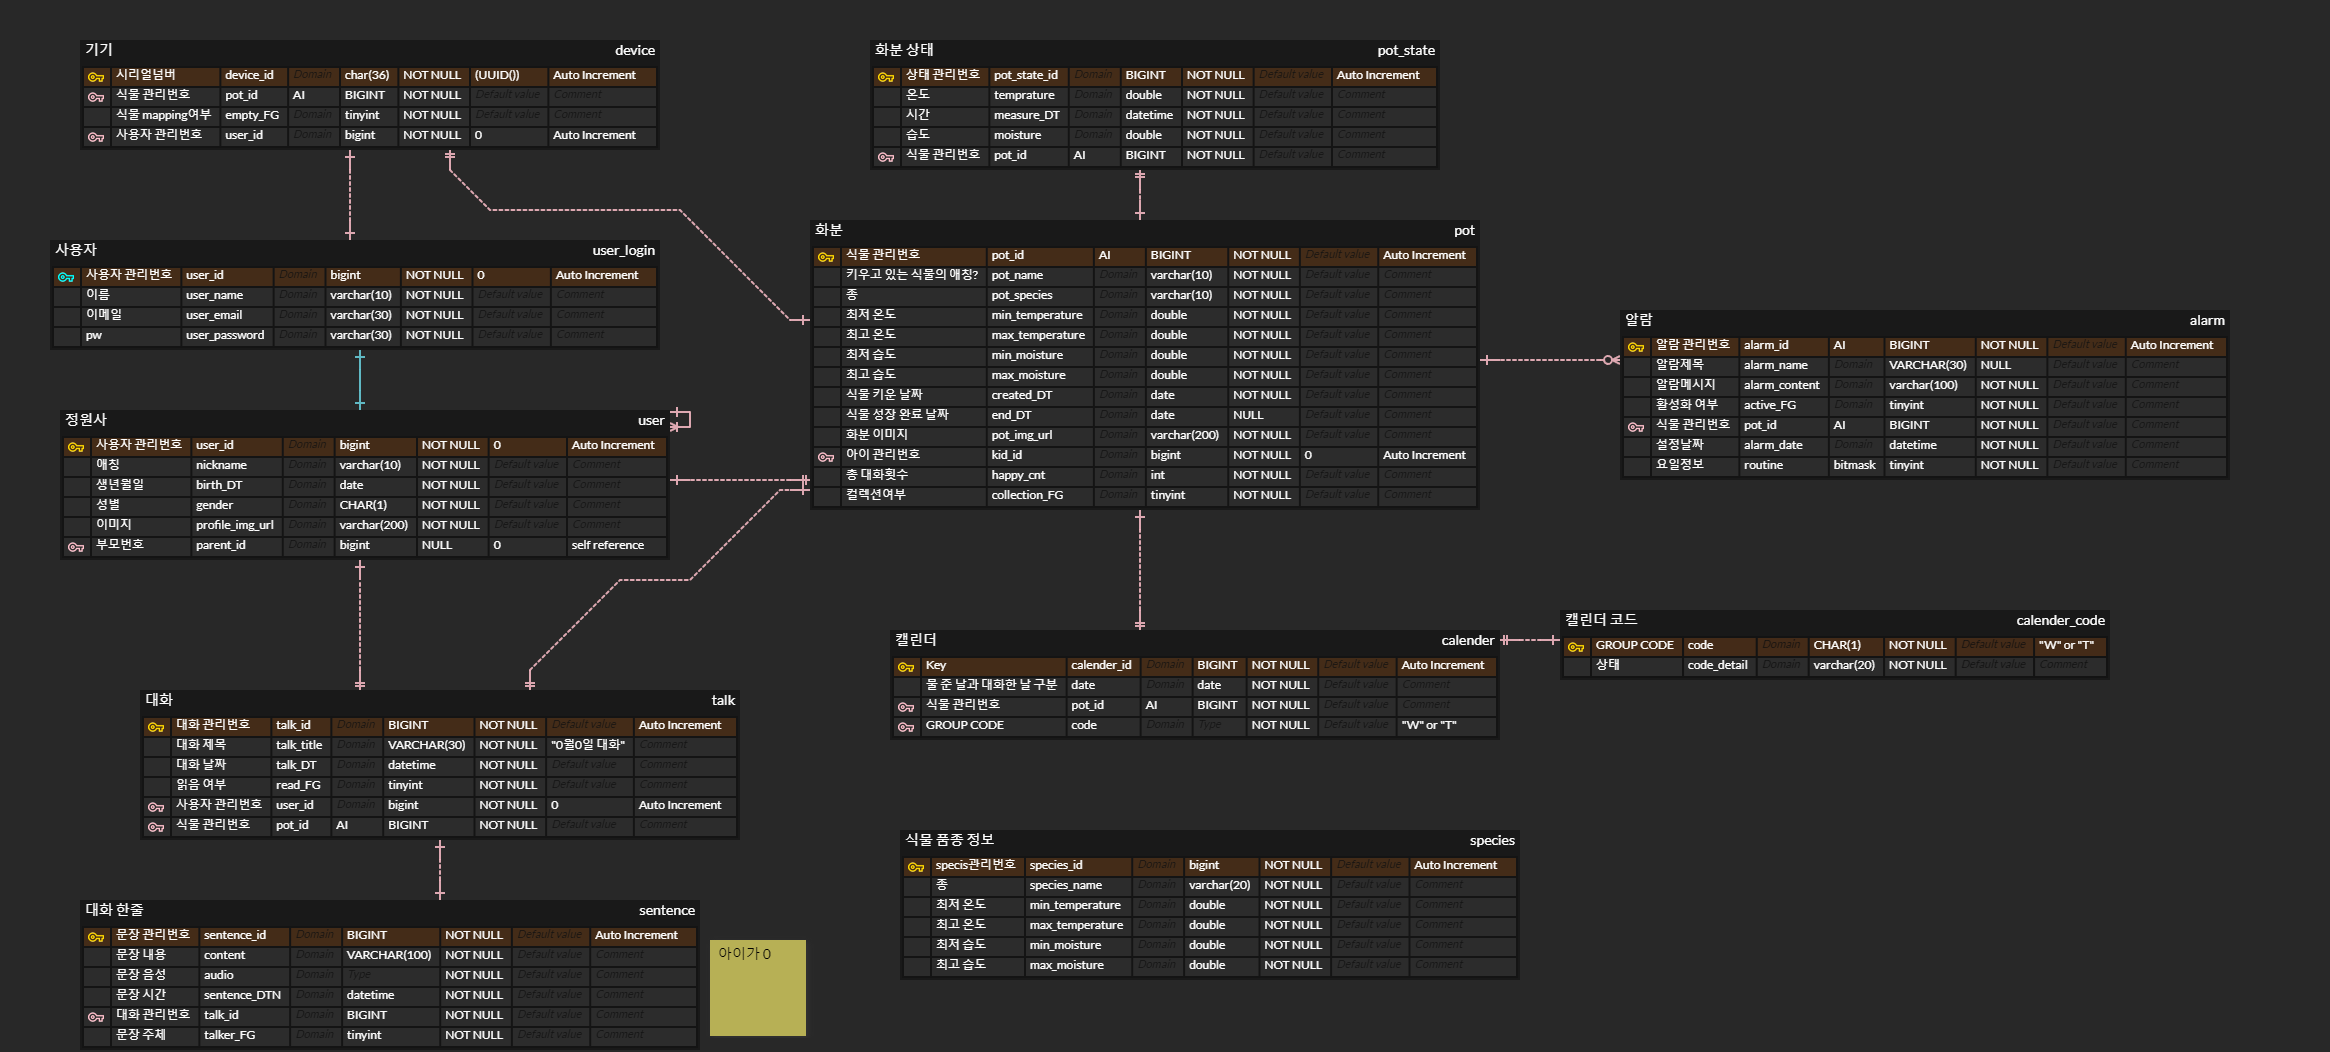 기기 device
시리얼넘버 device_id Domain char(36) NOT NULL (UUID()) Auto Increment
식물 관리번호 pot_id AI BIGINT NOT NULL Default value Comment
식물 mapping여부 empty_FG Domain tinyint NOT NULL Default value Comment
사용자 관리번호 user_id Domain bigint NOT NULL 0 Auto Increment
화분 상태 pot_state
상태 관리번호 pot_state_id Domain BIGINT NOT NULL Default value Auto Increment
온도 temprature Domain double NOT NULL Default value Comment
시간 measure_DT Domain datetime NOT NULL Default value Comment
습도 moisture Domain double NOT NULL Default value Comment
식물 관리번호 pot_id AI BIGINT NOT NULL Default value Comment
사용자 user_login
사용자 관리번호 user_id Domain bigint NOT NULL 0 Auto Increment
이름 user_name Domain varchar(10) NOT NULL Default value Comment
이메일 user_email Domain varchar(30) NOT NULL Default value Comment
pw user_password Domain varchar(30) NOT NULL Default value Comment
화분 pot
식물 관리번호 pot_id AI BIGINT NOT NULL Default value Auto Increment
키우고 있는 식물의 애칭? pot_name Domain varchar(10) NOT NULL Default value Comment
종 pot_species Domain varchar(10) NOT NULL Default value Comment
최저 온도 min_temperature Domain double NOT NULL Default value Comment
최고 온도 max_temperature Domain double NOT NULL Default value Comment
최저 습도 min_moisture Domain double NOT NULL Default value Comment
최고 습도 max_moisture Domain double NOT NULL Default value Comment
식물 키운 날짜 created_DT Domain date NOT NULL Default value Comment
식물 성장 완료 날짜 end_DT Domain date NULL Default value Comment
화분 이미지 pot_img_url Domain varchar(200) NOT NULL Default value Comment
아이 관리번호 kid_id Domain bigint NOT NULL 0 Auto Increment
총 대화횟수 happy_cnt Domain int NOT NULL Default value Comment
컬렉션여부 collection_FG Domain tinyint NOT NULL Default value Comment
알람 alarm
알람 관리번호 alarm_id AI BIGINT NOT NULL Default value Auto Increment
알람제목 alarm_name Domain VARCHAR(30) NULL Default value Comment
알람메시지 alarm_content Domain varchar(100) NOT NULL Default value Comment
활성화 여부 active_FG Domain tinyint NOT NULL Default value Comment
식물 관리번호 pot_id AI BIGINT NOT NULL Default value Comment
설정날짜 alarm_date Domain datetime NOT NULL Default value Comment
요일정보 routine bitmask tinyint NOT NULL Default value Comment
정원사 user
사용자 관리번호 user_id Domain bigint NOT NULL 0 Auto Increment
애칭 nickname Domain varchar(10) NOT NULL Default value Comment
생년월일 birth_DT Domain date NOT NULL Default value Comment
성별 gender Domain CHAR(1) NOT NULL Default value Comment
이미지 profile_img_url Domain varchar(200) NOT NULL Default value Comment
부모번호 parent_id Domain bigint NULL 0 self reference
캘린더 calender
Key calender_id Domain BIGINT NOT NULL Default value Auto Increment
물 준 날과 대화한 날 구분 date Domain date NOT NULL Default value Comment
식물 관리번호 pot_id AI BIGINT NOT NULL Default value Comment
GROUP CODE code Domain Type NOT NULL Default value "W" or "T"
캘린더 코드 calender_code
GROUP CODE code Domain CHAR(1) NOT NULL Default value "W" or "T"
상태 code_detail Domain varchar(20) NOT NULL Default value Comment
대화 talk
대화 관리번호 talk_id Domain BIGINT NOT NULL Default value Auto Increment
대화 제목 talk_title Domain VARCHAR(30) NOT NULL "0월0일 대화" Comment
대화 날짜 talk_DT Domain datetime NOT NULL Default value Comment
읽음 여부 read_FG Domain tinyint NOT NULL Default value Comment
사용자 관리번호 user_id Domain bigint NOT NULL 0 Auto Increment
식물 관리번호 pot_id AI BIGINT NOT NULL Default value Comment
식물 품종 정보 species
specis관리번호 species_id Domain bigint NOT NULL Default value Auto Increment
종 species_name Domain varchar(20) NOT NULL Default value Comment
최저 온도 min_temperature Domain double NOT NULL Default value Comment
최고 온도 max_temperature Domain double NOT NULL Default value Comment
최저 습도 min_moisture Domain double NOT NULL Default value Comment
최고 습도 max_moisture Domain double NOT NULL Default value Comment
대화 한줄 sentence
문장 관리번호 sentence_id Domain BIGINT NOT NULL Default value Auto Increment
문장 내용 content Domain VARCHAR(100) NOT NULL Default value Comment
문장 음성 audio Domain Type NOT NULL Default value Comment
문장 시간 sentence_DTN Domain datetime NOT NULL Default value Comment
대화 관리번호 talk_id Domain BIGINT NOT NULL Default value Comment
문장 주체 talker_FG Domain tinyint NOT NULL Default value Comment
아이가 0